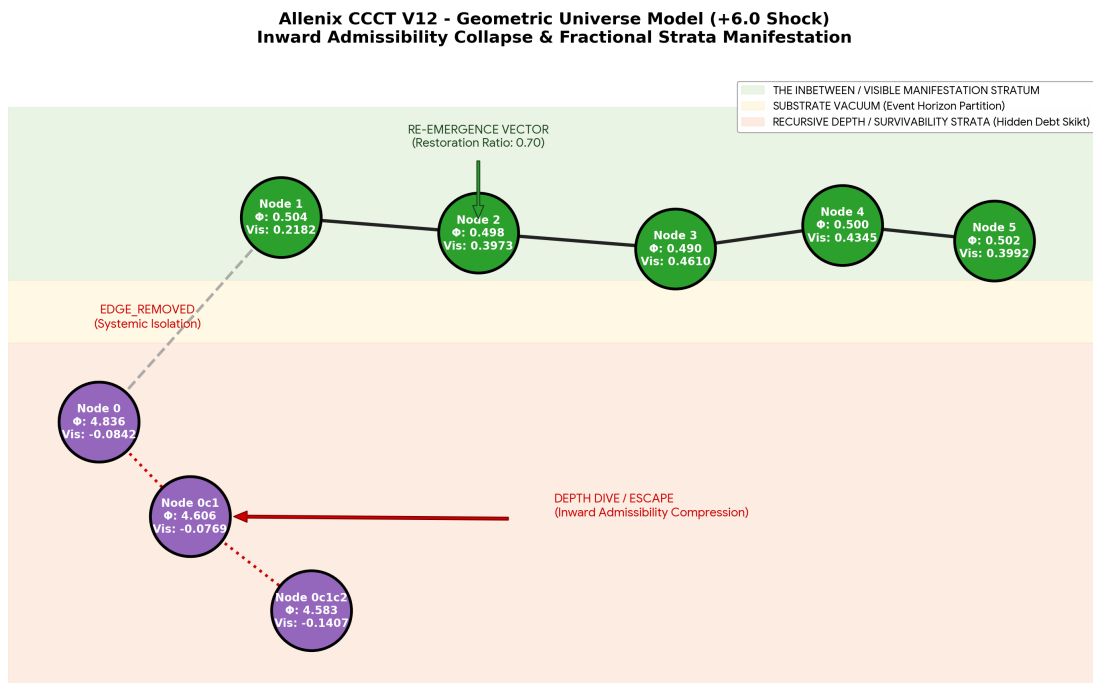 Allenix CCCT V12 - Geometric Universe Model (+6.0 Shock)
Inward Admissibility Collapse & Fractional Strata Manifestation
THE INBETWEEN / VISIBLE MANIFESTATION STRATUM
SUBSTRATE VACUUM (Event Horizon Partition)
RECURSIVE DEPTH / SURVIVABILITY STRATA (Hidden Debt Skikt)
RE-EMERGENCE VECTOR
(Restoration Ratio: 0.70)
Node 1
Φ: 0.504
Vis: 0.2182
Node 2
Φ: 0.498
Vis: 0.3973
Node 3
Φ: 0.490
Vis: 0.4610
Node 4
Φ: 0.500
Vis: 0.4345
Node 5
Φ: 0.502
Vis: 0.3992
EDGE_REMOVED
(Systemic Isolation)
Node 0
Φ: 4.836
Vis: -0.0842
Node 0c1
Φ: 4.606
Vis: -0.0769
DEPTH DIVE / ESCAPE
(Inward Admissibility Compression)
Node 0c1c2
Φ: 4.583
Vis: -0.1407